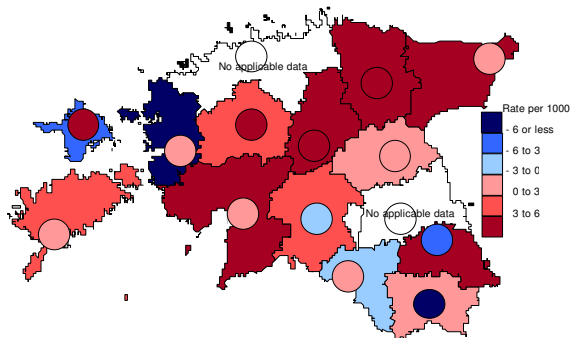 No applicable data
Rate per 1000
- 6 or less
- 6 to 3
- 3 to 0
0 to 3
3 to 6
No applicable data